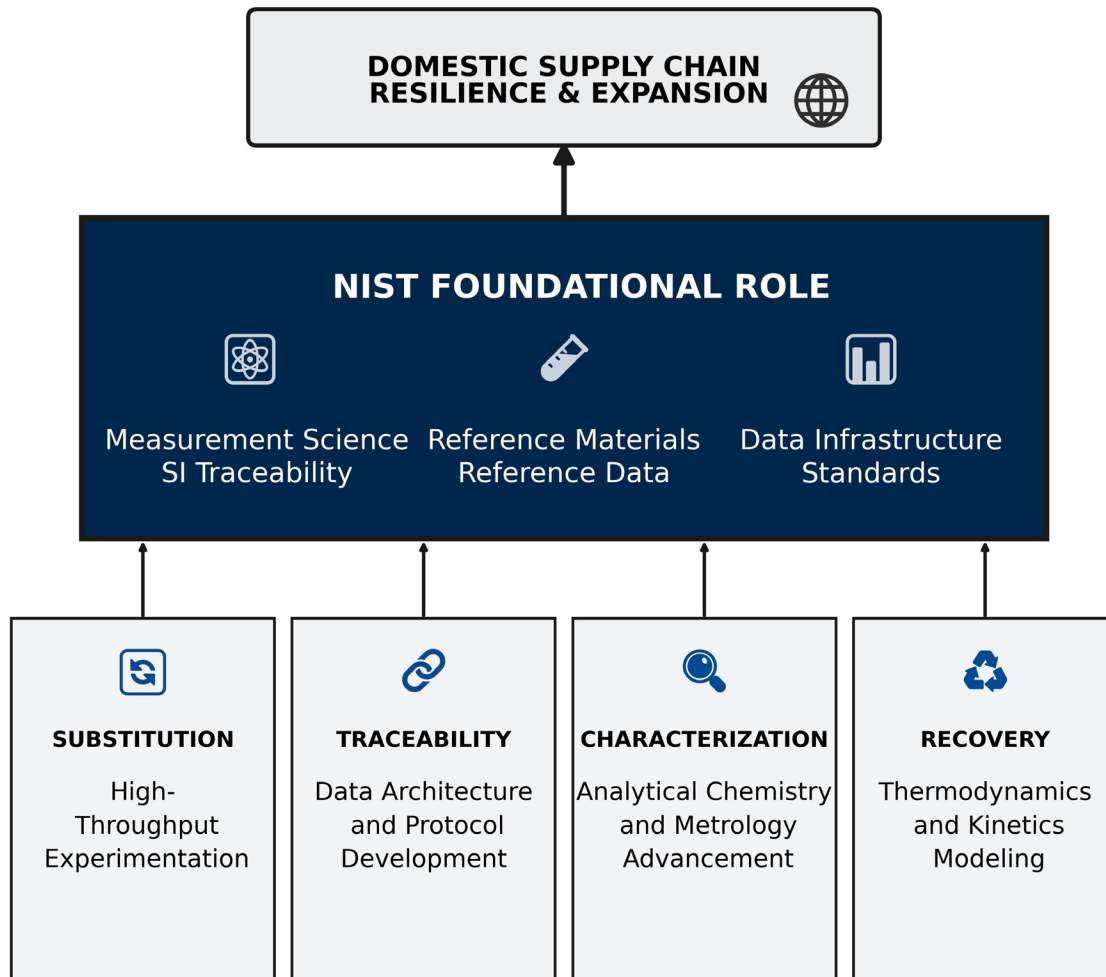 DOMESTIC SUPPLY CHAIN
RESILIENCE & EXPANSION
NIST FOUNDATIONAL ROLE
Measurement Science
SI Traceability
Reference Materials
Reference Data
Data Infrastructure
Standards
SUBSTITUTION
High-
Throughput
Experimentation
TRACEABILITY
Data Architecture
and Protocol
Development
CHARACTERIZATION
Analytical Chemistry
and Metrology
Advancement
RECOVERY
Thermodynamics
and Kinetics
Modeling